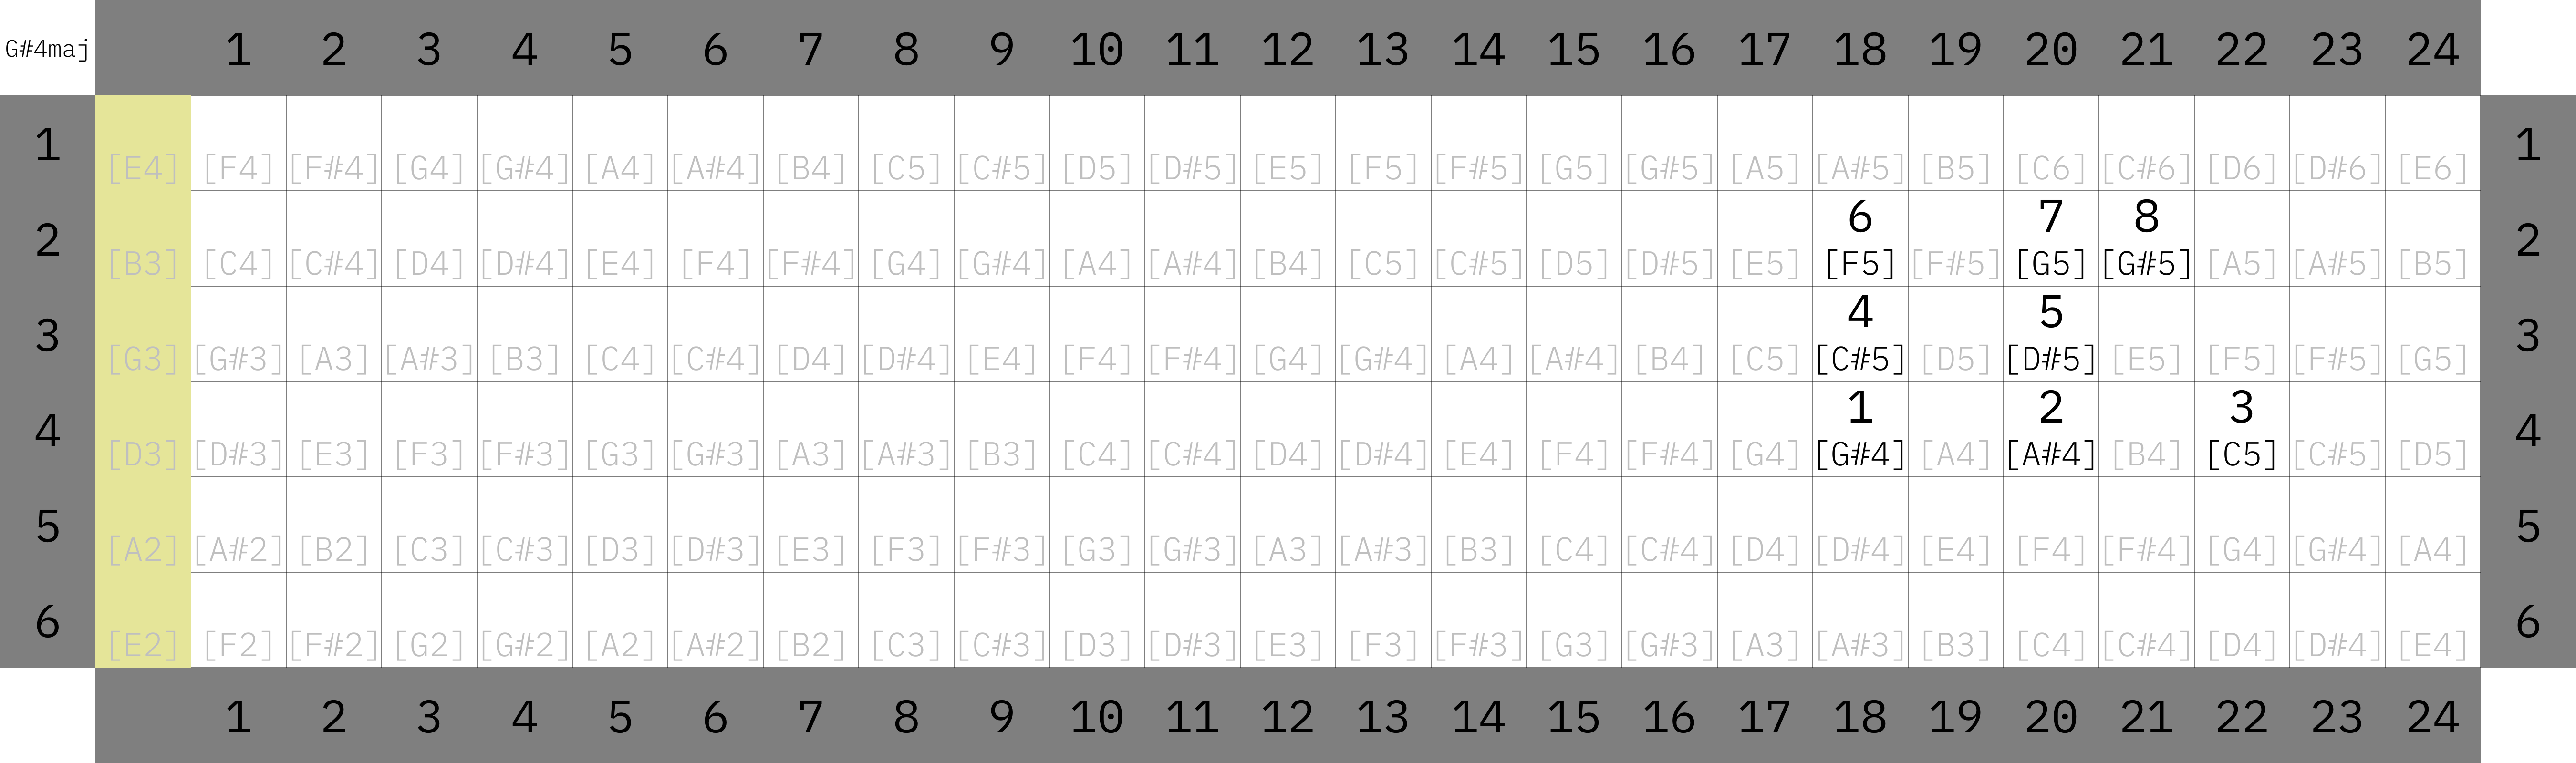 G#4maj 1 2 3 4 5 6 7 8 9 10 11 12 13 14 15 16 17 18 19 20 21 22 23 24
1 [E4] [F4] [F#4] [G4] [G#4] [A4] [A#4] [B4] [C5] [C#5] [D5] [D#5] [E5] [F5] [F#5] [G5] [G#5] [A5] [A#5] [B5] [C6] [C#6] [D6] [D#6] [E6] 1
6 7 8
2 [B3] [C4] [C#4] [D4] [D#4] [E4] [F4] [F#4] [G4] [G#4] [A4] [A#4] [B4] [C5] [C#5] [D5] [D#5] [E5] [F5] [F#5] [G5] [G#5] [A5] [A#5] [B5] 2
4 5
3 [G3] [G#3] [A3] [A#3] [B3] [C4] [C#4] [D4] [D#4] [E4] [F4] [F#4] [G4] [G#4] [A4] [A#4] [B4] [C5] [C#5] [D5] [D#5] [E5] [F5] [F#5] [G5] 3
1 2 3
4 [D3] [D#3] [E3] [F3] [F#3] [G3] [G#3] [A3] [A#3] [B3] [C4] [C#4] [D4] [D#4] [E4] [F4] [F#4] [G4] [G#4] [A4] [A#4] [B4] [C5] [C#5] [D5] 4
5 [A2] [A#2] [B2] [C3] [C#3] [D3] [D#3] [E3] [F3] [F#3] [G3] [G#3] [A3] [A#3] [B3] [C4] [C#4] [D4] [D#4] [E4] [F4] [F#4] [G4] [G#4] [A4] 5
6 [E2] [F2] [F#2] [G2] [G#2] [A2] [A#2] [B2] [C3] [C#3] [D3] [D#3] [E3] [F3] [F#3] [G3] [G#3] [A3] [A#3] [B3] [C4] [C#4] [D4] [D#4] [E4] 6
1 2 3 4 5 6 7 8 9 10 11 12 13 14 15 16 17 18 19 20 21 22 23 24